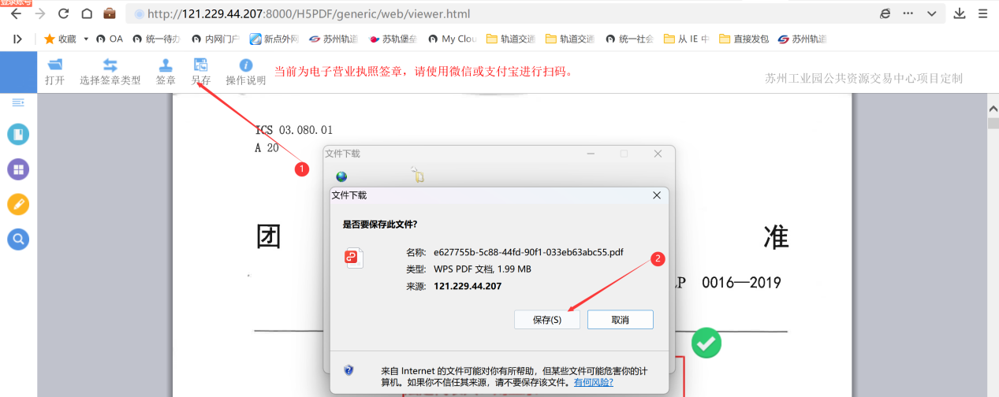 登录账号
http://121.229.44.207:8000/H5PDF/generic/web/viewer.html
收藏 OA 统一待办 内网门户 新点外网 苏州轨道 苏轨堡垒 My Clou 轨道交通 轨道交通 统一社会 从 IE 中 直接发包 苏州轨道
打开 选择签章类型 签章 另存 操作说明 当前为电子营业执照签章，请使用微信或支付宝进行扫码。 苏州工业园公共资源交易中心项目定制
ICS 03.080.01
A 20
1
文件下载
文件下载
是否要保存此文件？
团 准
名称: e627755b-5c88-44fd-90f1-033eb63abc55.pdf
2
类型: WPS PDF 文档, 1.99 MB
来源: 121.229.44.207
P 0016—2019
保存(S) 取消
来自 Internet 的文件可能对你有所帮助，但某些文件可能危害你的计
算机。如果你不信任其来源，请不要保存该文件。有何风险?